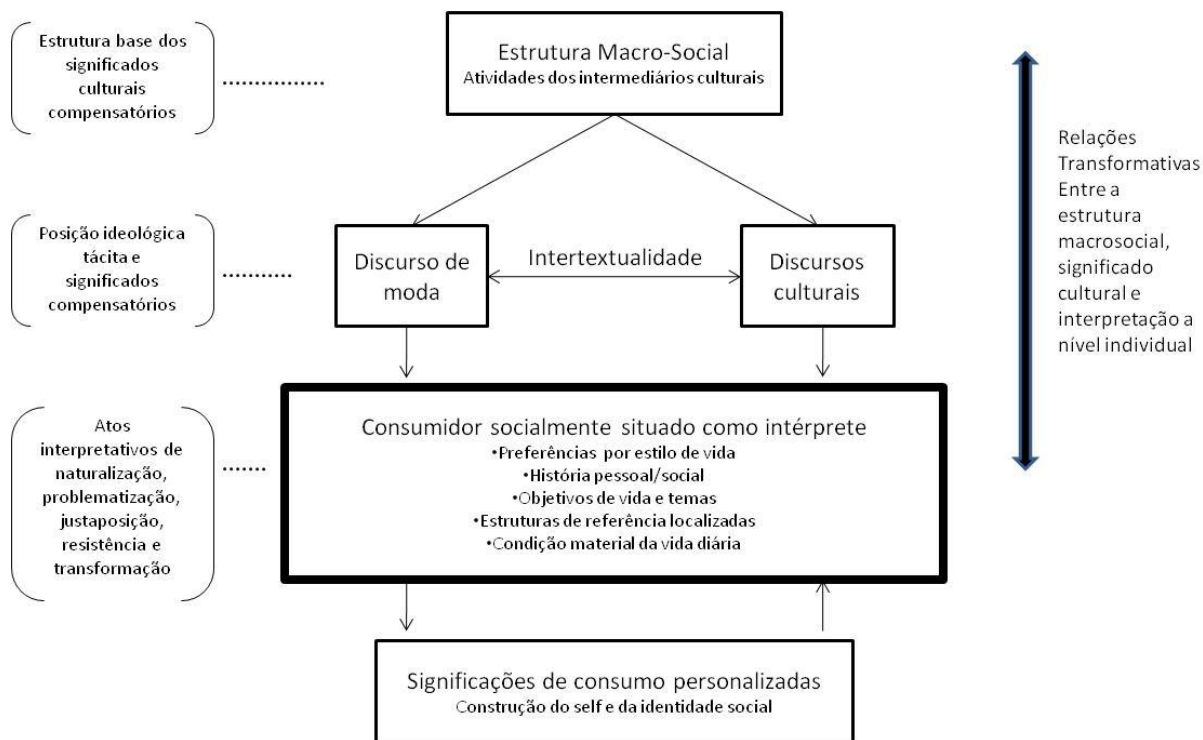 Estrutura base dos
significados
culturais
compensatórios
Estrutura Macro-Social
Atividades dos intermediários culturais
Relações
Transformativas
Entre a
estrutura
macrosocial,
significado
cultural e
interpretação a
nível individual
Posição ideológica
tácita e
significados
compensatórios
Discurso de
moda
Intertextualidade
Discursos
culturais
Atos
interpretativos de
naturalização,
problematização,
justaposição,
resistência e
transformação
Consumidor socialmente situado como intérprete
•Preferências por estilo de vida
•História pessoal/social
•Objetivos de vida e temas
•Estruturas de referência localizadas
•Condição material da vida diária
Significações de consumo personalizadas
Construção do self e da identidade social